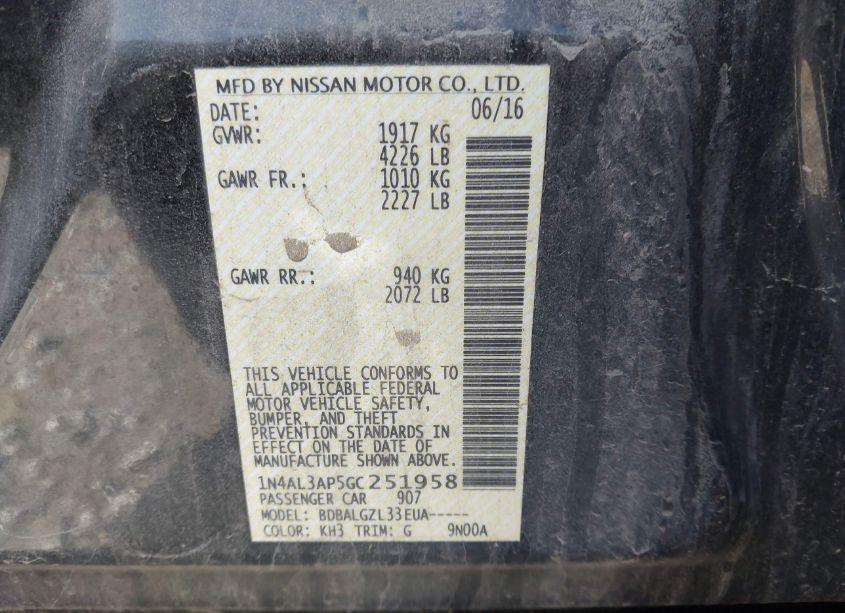 MFD BY NISSAN MOTOR CO., LTD.
DATE: 06/16
GVWR: 1917 KG
4226 LB
GAWR FR.: 1010 KG
2227 LB
GAWR RR.: 940 KG
2072 LB
THIS VEHICLE CONFORMS TO
ALL APPLICABLE FEDERAL
MOTOR VEHICLE SAFETY,
BUMPER, AND THEFT
PREVENTION STANDARDS IN
EFFECT ON THE DATE OF
MANUFACTURE SHOWN ABOVE.
1N4AL3AP5GC251958
PASSENGER CAR 907
MODEL: BDBALGZL33EUA-----
COLOR: KH3 TRIM: G 9N00A